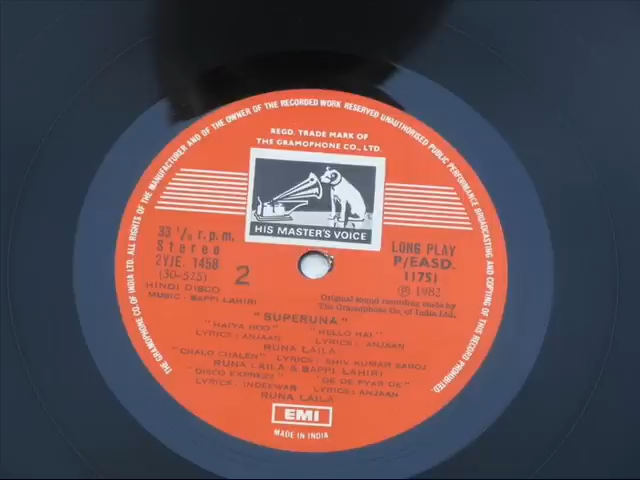 THE GRAMOPHONE CO. OF INDIA LTD. ALL RIGHTS OF THE MANUFACTURER AND OF THE OWNER OF THE RECORDED WORK RESERVED UNAUTHORISED PUBLIC PERFORMANCE BROADCASTING AND COPYING OF THIS RECORD PROHIBITED.
REGD. TRADE MARK OF
THE GRAMOPHONE CO., LTD.
HIS MASTER'S VOICE
33 1/3 r.p.m.
Stereo
2Y/E. 1458
(30-525)
2
HINDI DISCO
MUSIC: BAPPI LAHIRI
LONG PLAY
P/EASD.
11751
℗ 1982
Original sound recording made by
The Gramophone Co. of India Ltd.
"SUPERUNA"
"HAIYA HOO" "HELLO HAI"
LYRICS: ANJAAN LYRICS: ANJAAN
RUNA LAILA
"CHALO CHALEN" LYRICS: SHIV KUMAR SAROJ
RUNA LAILA & BAPPI LAHIRI
"DISCO EXPRESS" "DE DE PYAR DE"
LYRICS: INDEEWAR LYRICS: ANJAAN
RUNA LAILA
EMI
MADE IN INDIA